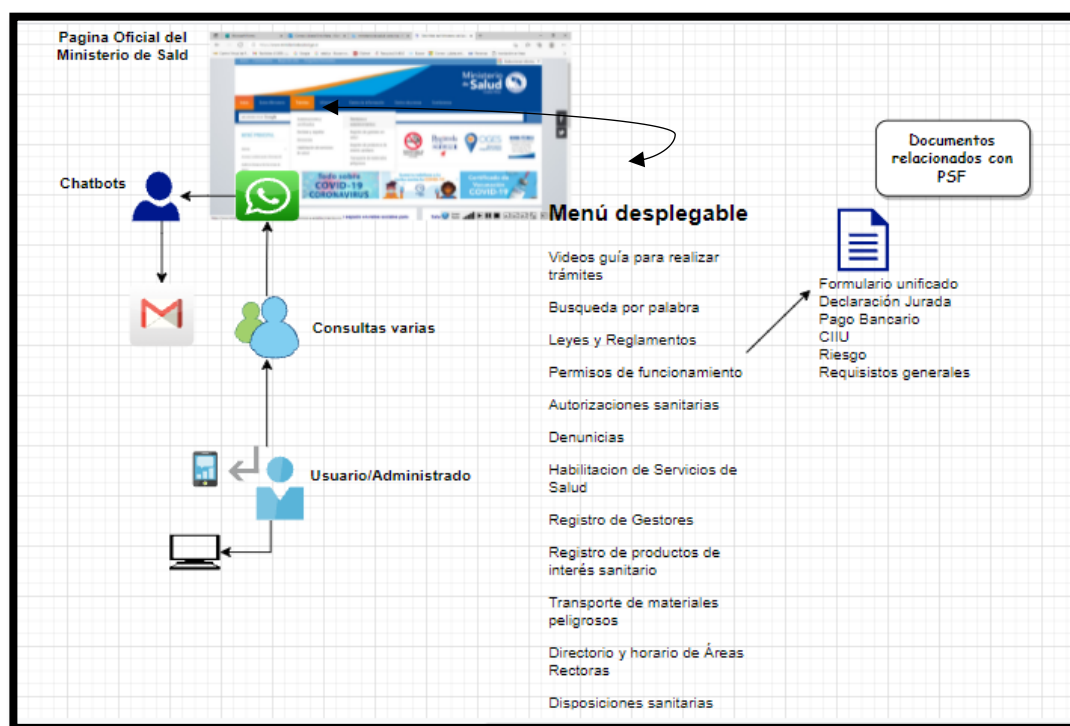 Pagina Oficial del
Ministerio de Sald
Ministerio
de Salud
Todo sobre
COVID-19
CORONAVIRUS
Certificado de
Vacunación
COVID-19
Chatbots
Consultas varias
Usuario/Administrado
Menú desplegable
Videos guía para realizar
trámites
Busqueda por palabra
Leyes y Reglamentos
Permisos de funcionamiento
Autorizaciones sanitarias
Denunicias
Habilitacion de Servicios de
Salud
Registro de Gestores
Registro de productos de
interés sanitario
Transporte de materiales
peligrosos
Directorio y horario de Áreas
Rectoras
Disposiciones sanitarias
Documentos
relacionados con
PSF
Formulario unificado
Declaración Jurada
Pago Bancario
CIIU
Riesgo
Requisistos generales